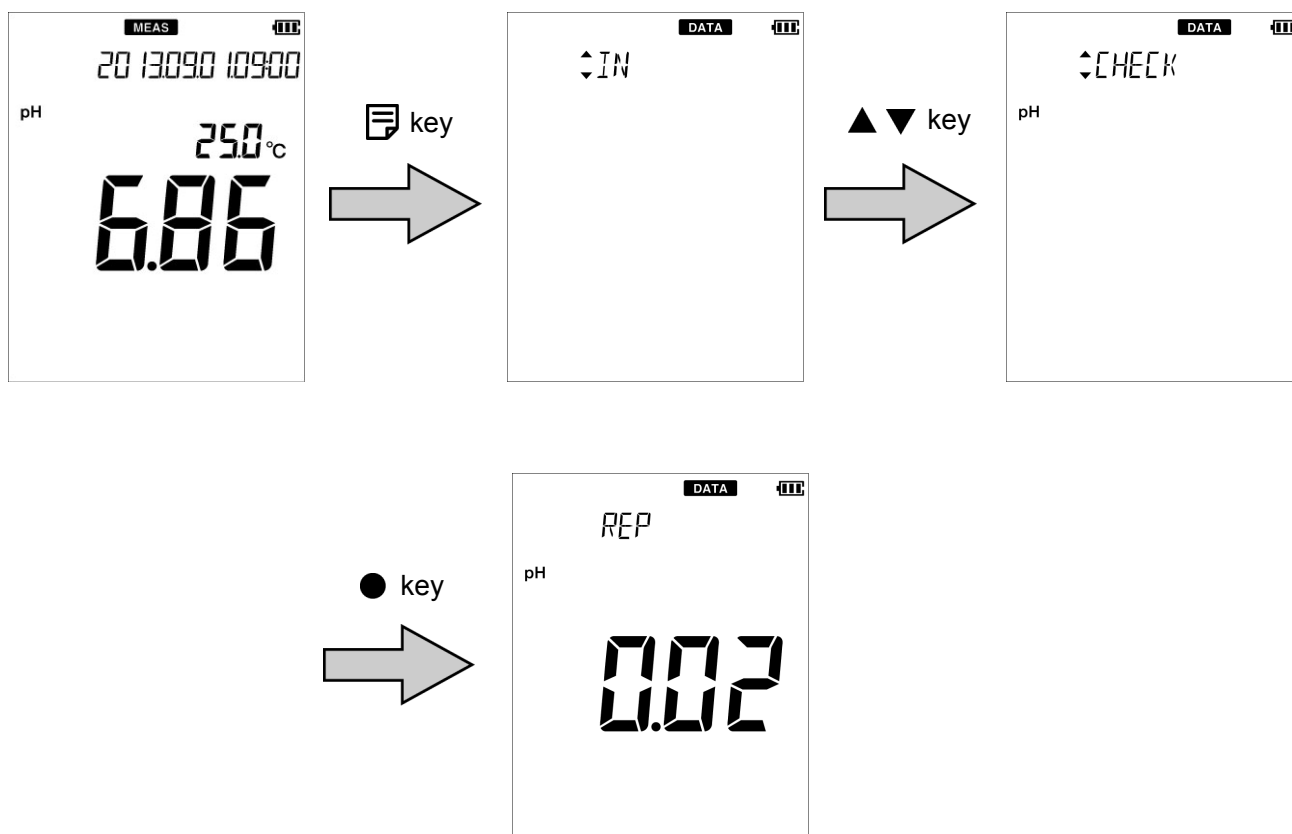 MEAS
2013.09.01.09:00
pH
25.0 °C
6.86
key
DATA
IN
▲ ▼ key
DATA
CHECK
pH
● key
DATA
REP
pH
0.02